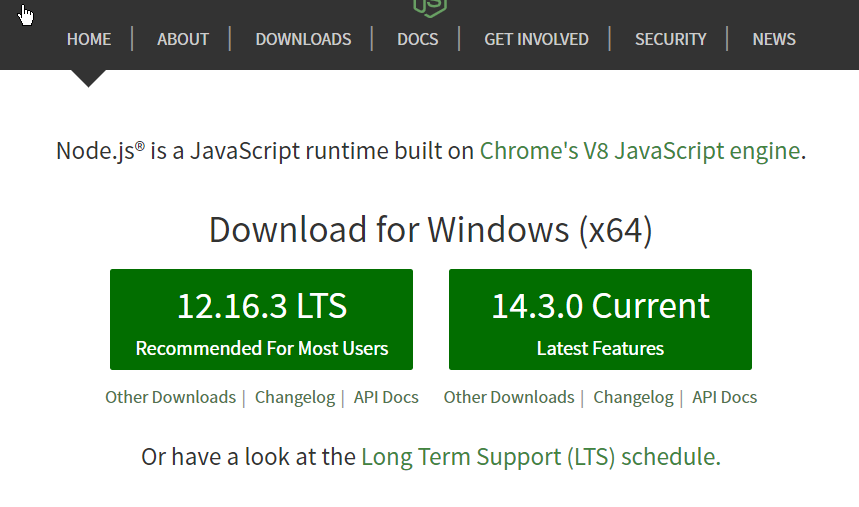 JS
HOME | ABOUT | DOWNLOADS | DOCS | GET INVOLVED | SECURITY | NEWS
Node.js® is a JavaScript runtime built on Chrome's V8 JavaScript engine.
Download for Windows (x64)
12.16.3 LTS
Recommended For Most Users
14.3.0 Current
Latest Features
Other Downloads | Changelog | API Docs
Other Downloads | Changelog | API Docs
Or have a look at the Long Term Support (LTS) schedule.